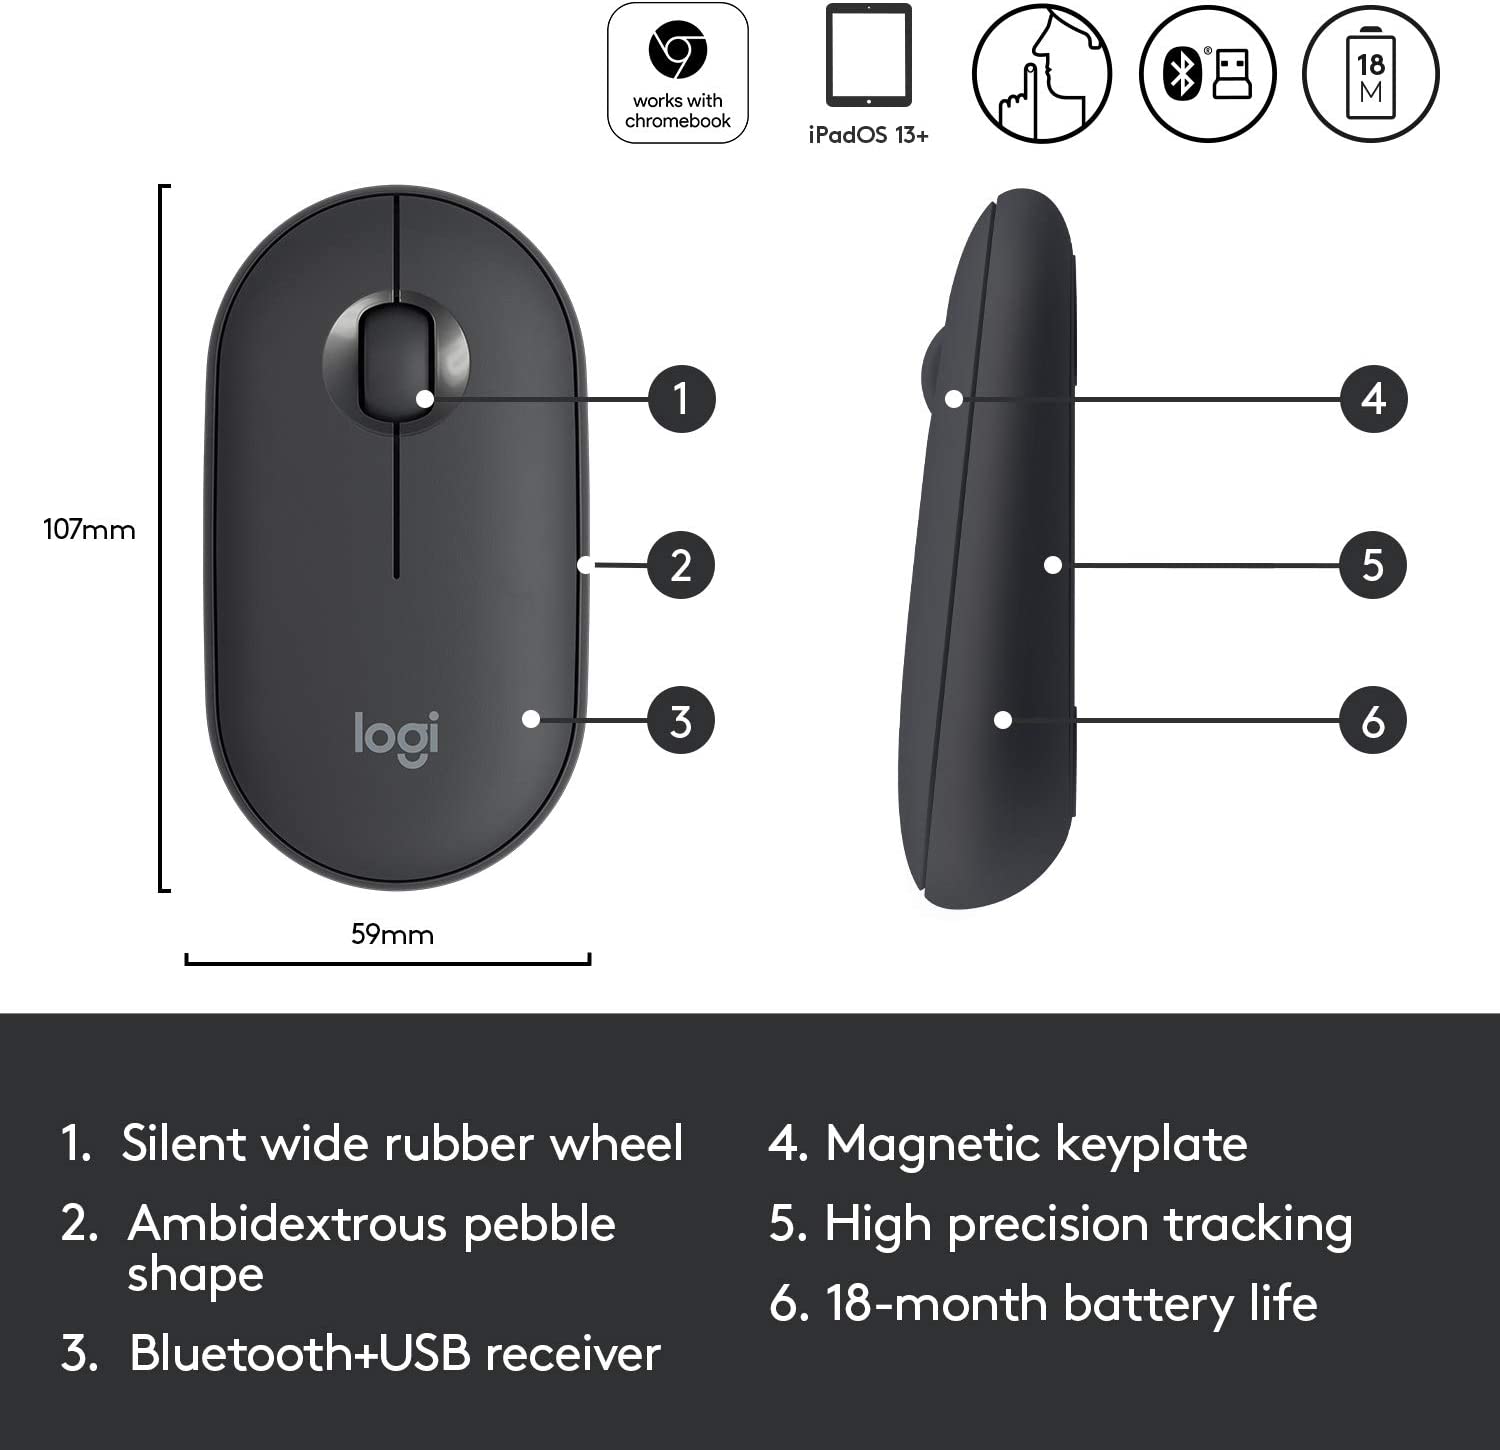 works with
chromebook
iPadOS 13+
®
18
M
107mm
1
2
3
4
5
6
logi
59mm
1. Silent wide rubber wheel
2. Ambidextrous pebble
shape
3. Bluetooth+USB receiver
4. Magnetic keyplate
5. High precision tracking
6. 18-month battery life